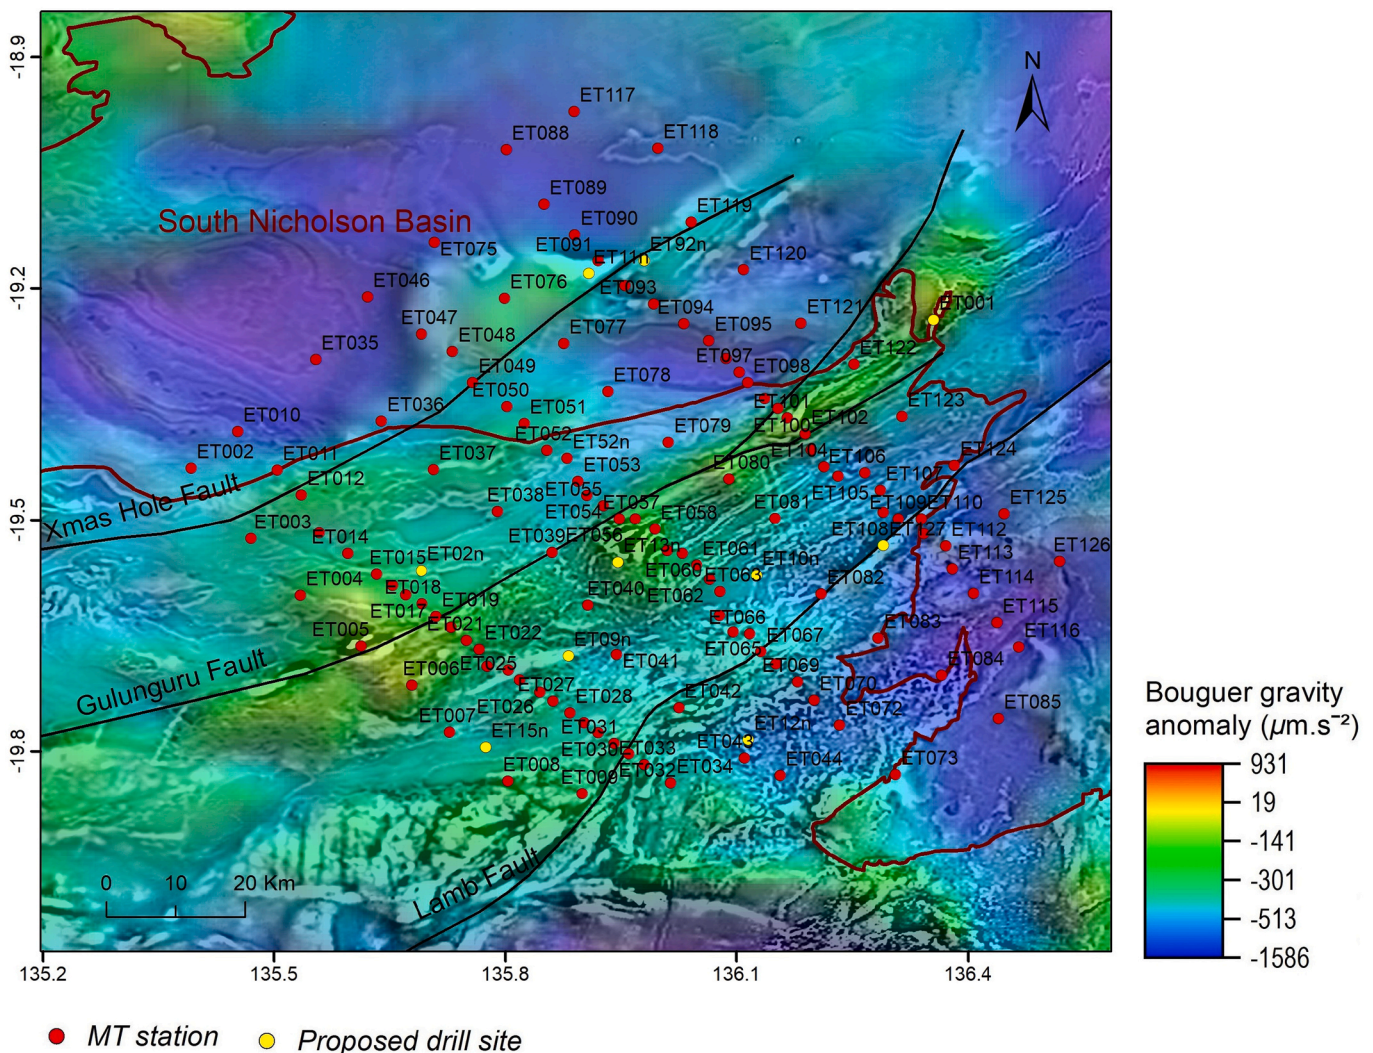 -18.9
N
ET117
ET088
ET118
ET089
South Nicholson Basin
ET090
ET119
ET075
ET091
ET92n
ET11n
ET120
ET046
ET076
ET093
-19.2
ET001
ET047
ET094
ET121
ET035
ET048
ET077
ET095
ET097
ET122
ET049
ET098
ET050
ET078
ET010
ET036
ET051
ET101
ET123
ET002
ET011
ET052
ET52n
ET079
ET100
ET102
ET012
ET037
ET053
ET080
ET104
ET106
ET124
Xmas Hole Fault
ET038
ET055
ET105
ET107
-19.5
ET003
ET054
ET057
ET081
ET109
ET110
ET125
ET014
ET039
ET056
ET058
ET108
ET127
ET112
ET015
ET02n
ET13n
ET061
ET10n
ET113
ET126
ET004
ET018
ET060
ET063
ET082
ET114
ET017
ET019
ET040
ET062
ET005
ET021
ET022
ET066
ET083
ET115
ET006
ET025
ET09n
ET041
ET065
ET067
ET116
Gulunguru Fault
ET027
ET069
ET084
ET007
ET026
ET028
ET042
ET070
ET072
ET085
ET15n
ET031
ET12n
-19.8
ET008
ET030
ET033
ET043
ET009
ET032
ET034
ET044
ET073
0 10 20 Km
Lamb Fault
135.2 135.5 135.8 136.1 136.4
MT station
Proposed drill site
Bouguer gravity
anomaly (µm.s⁻²)
931
19
-141
-301
-513
-1586